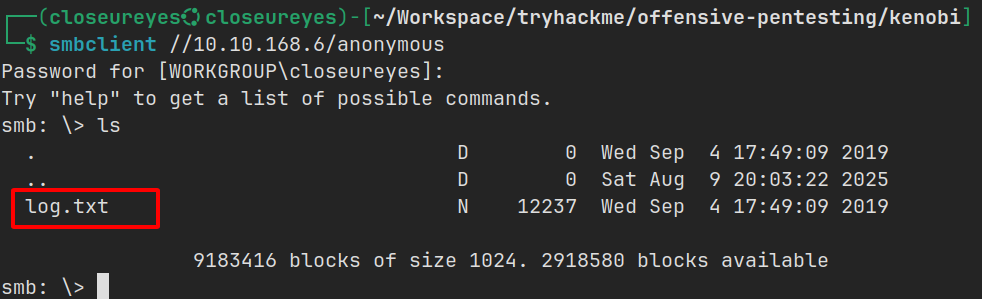 ┌──(closeureyes㉿closeureyes)-[~/Workspace/tryhackme/offensive-pentesting/kenobi]
└─$ smbclient //10.10.168.6/anonymous
Password for [WORKGROUP\closeureyes]:
Try "help" to get a list of possible commands.
smb: \> ls
. D 0 Wed Sep 4 17:49:09 2019
.. D 0 Sat Aug 9 20:03:22 2025
log.txt N 12237 Wed Sep 4 17:49:09 2019
9183416 blocks of size 1024. 2918580 blocks available
smb: \>